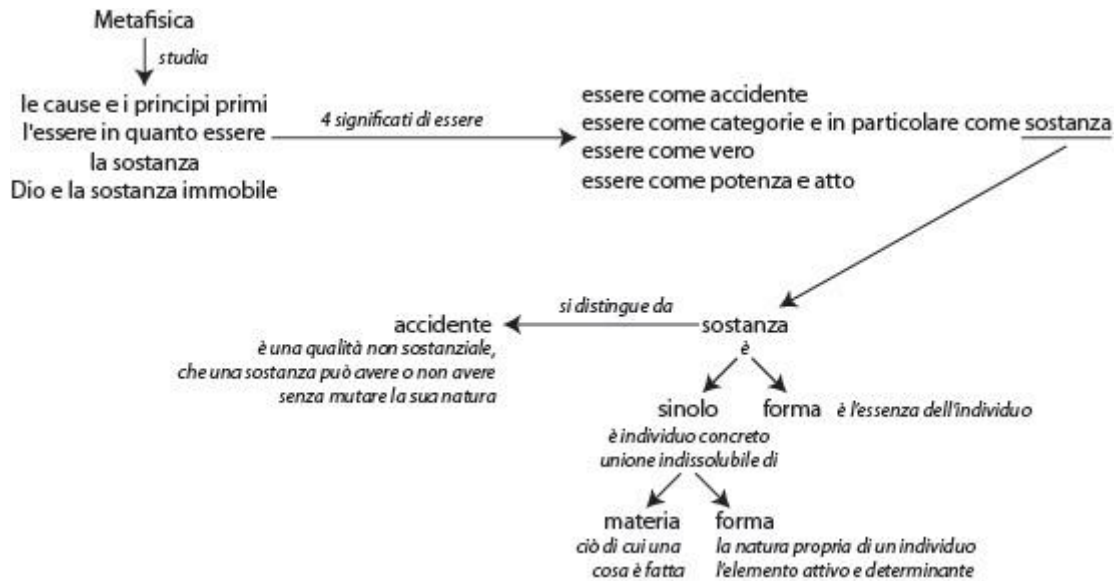 Metafisica
studia
le cause e i principi primi
l'essere in quanto essere
la sostanza
Dio e la sostanza immobile
4 significati di essere
essere come accidente
essere come categorie e in particolare come sostanza
essere come vero
essere come potenza e atto
si distingue da
accidente
è una qualità non sostanziale,
che una sostanza può avere o non avere
senza mutare la sua natura
sostanza
è
sinolo
è individuo concreto
unione indissolubile di
forma
è l'essenza dell'individuo
materia
ciò di cui una
cosa è fatta
forma
la natura propria di un individuo
l'elemento attivo e determinante